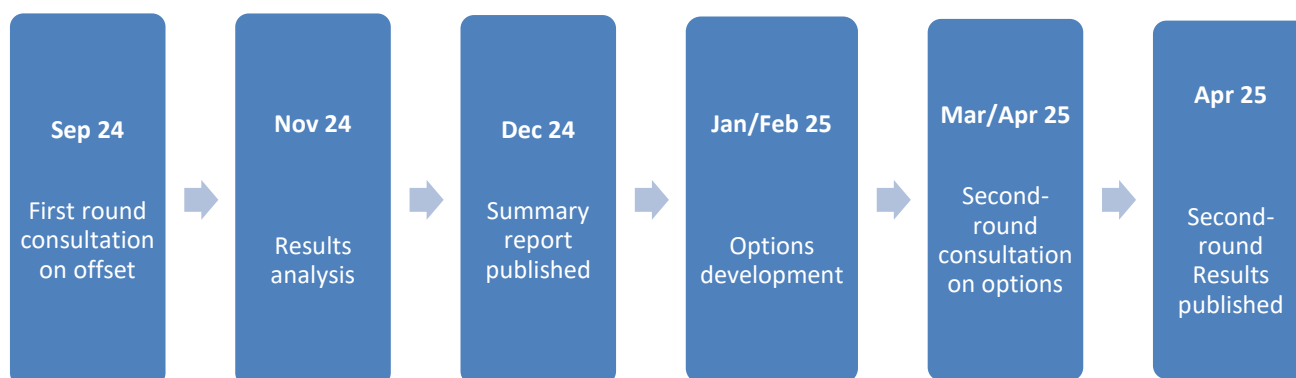 Sep 24
First round
consultation
on offset
Nov 24
Results
analysis
Dec 24
Summary
report
published
Jan/Feb 25
Options
development
Mar/Apr 25
Second-
round
consultation
on options
Apr 25
Second-
round
Results
published